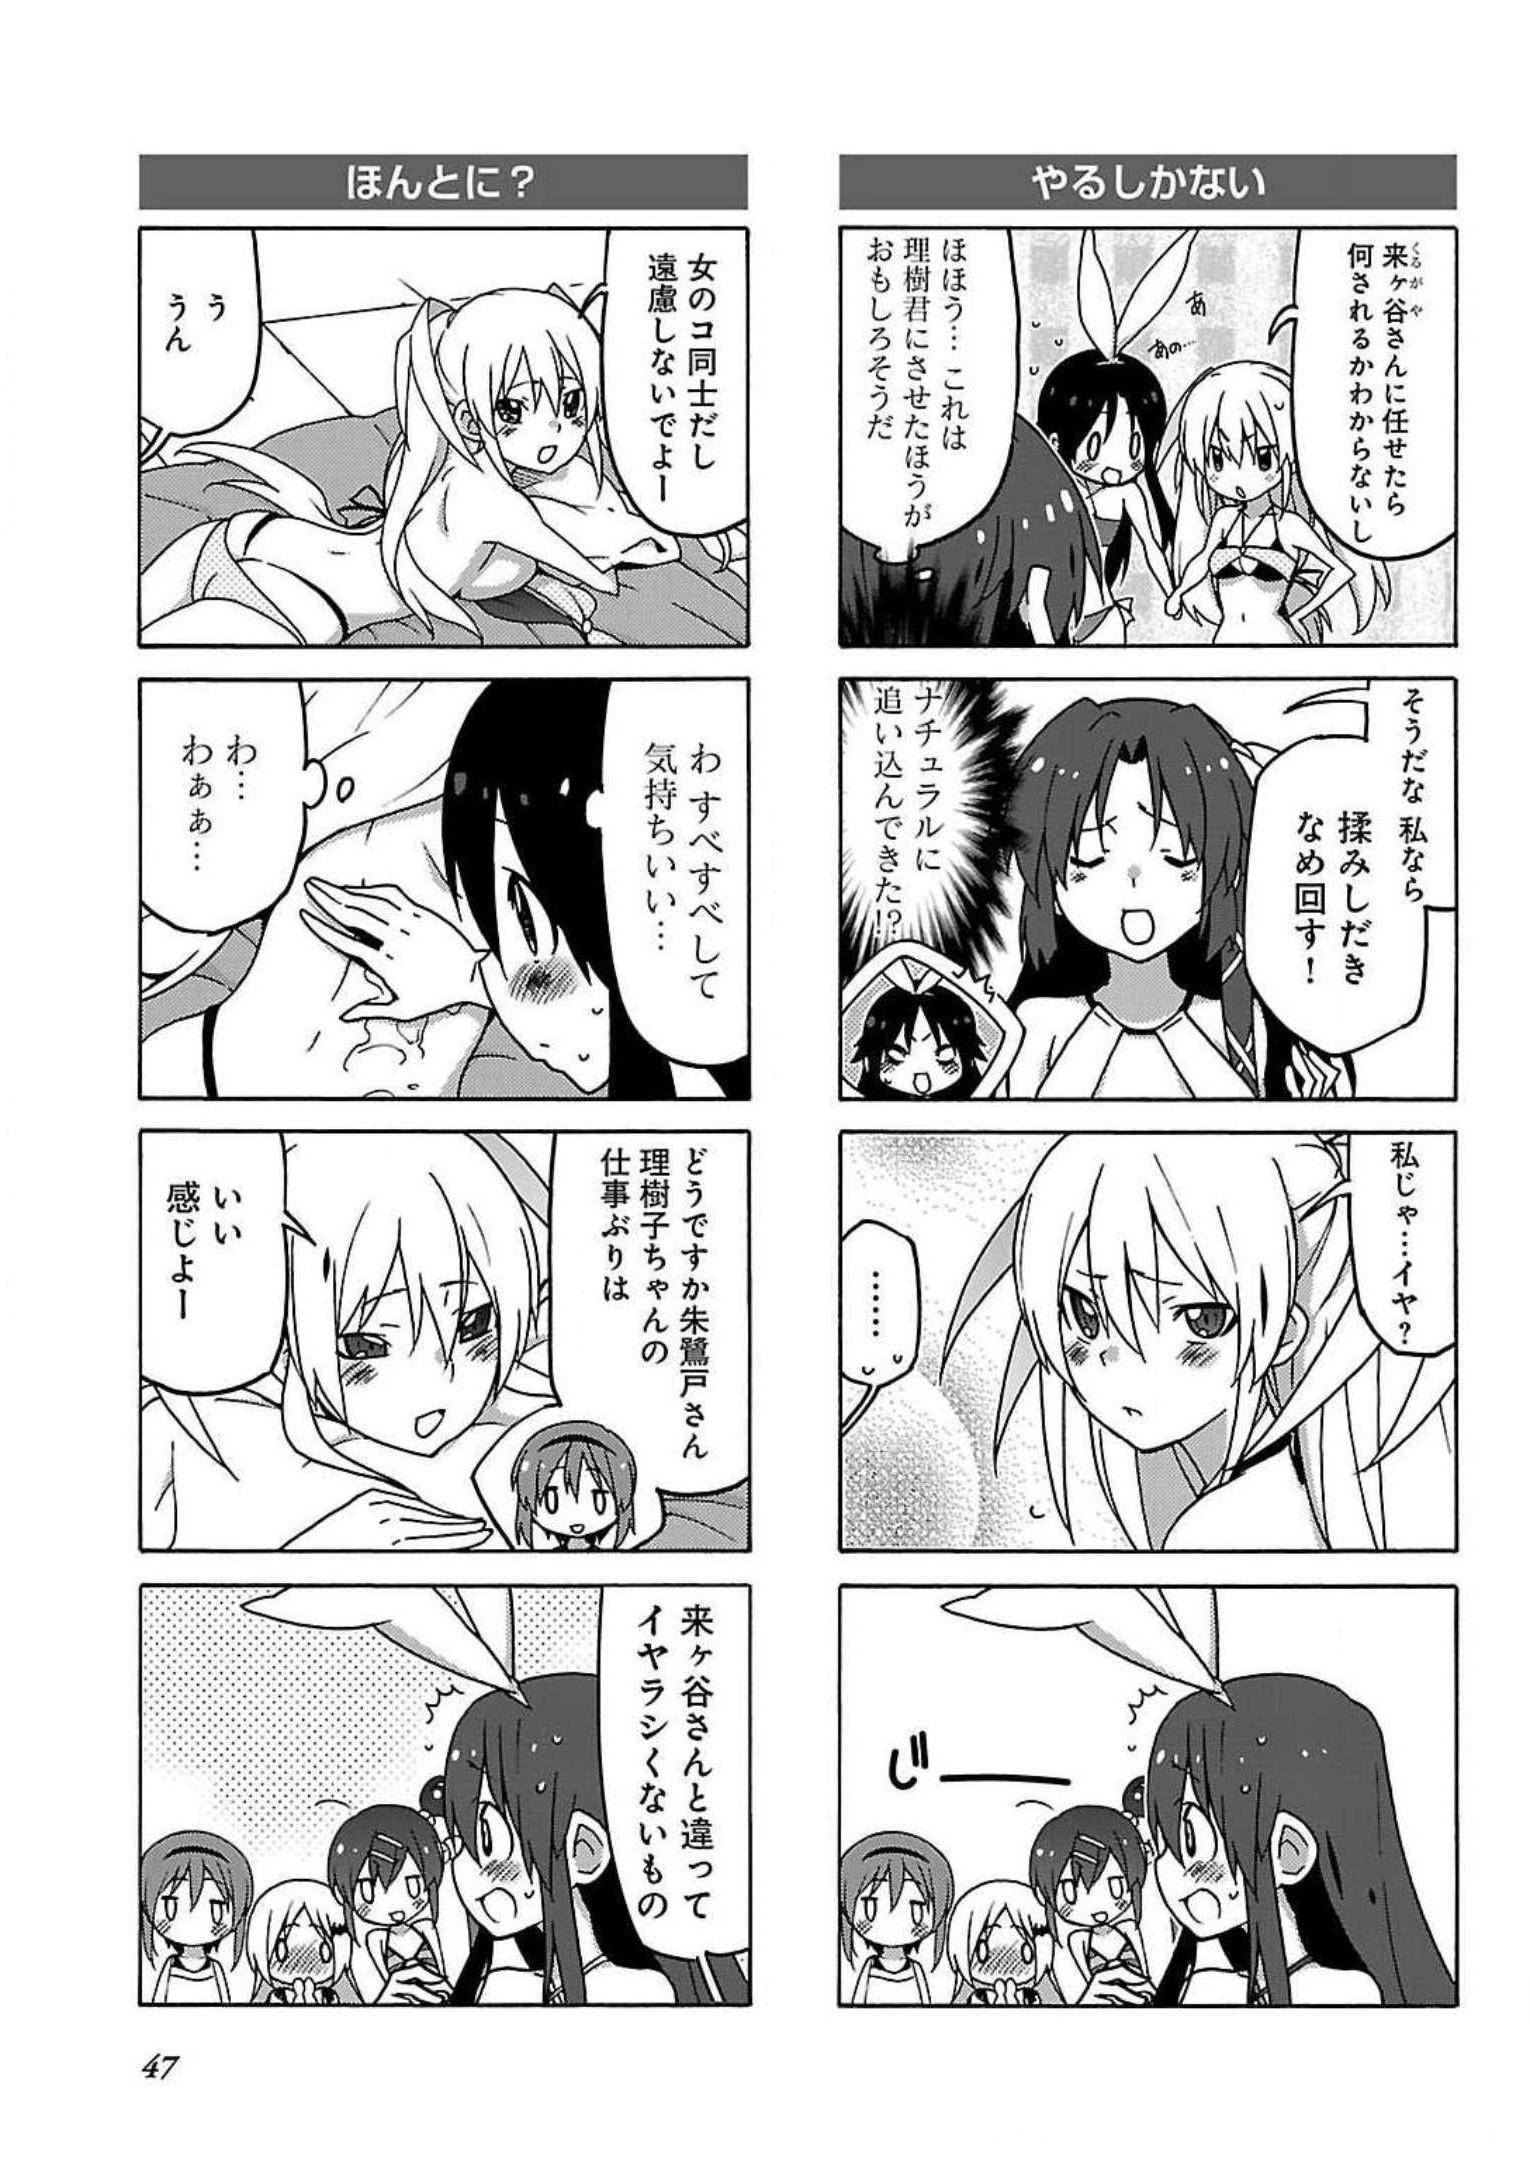 やるしかない
来ヶ谷さんに任せたら
くるがや
何されるかわからないし
あ
あの…
ほほう…これは
理樹君にさせたほうが
おもしろそうだ
そうだな 私なら
揉みしだき
なめ回す！
ナチュラルに
追い込んできた!?
私じゃ…イヤ？
……
じーーー
ほんとに？
女のコ同士だし
遠慮しないでよー
う
うん
わ すべすべして
気持ちいい…
わ…
わぁぁ…
どうですか朱鷺戸さん
理樹子ちゃんの
仕事ぶりは
いい
感じよー
来ヶ谷さんと違って
イヤラシくないもの
47